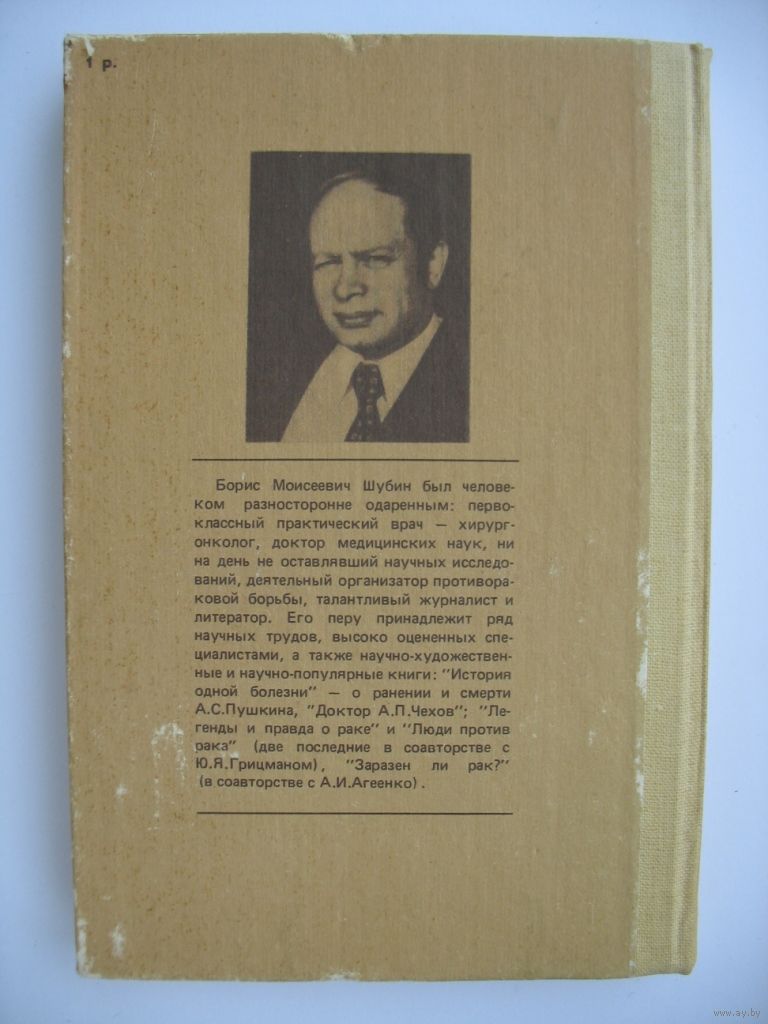 1 р.
Борис Моисеевич Шубин был челове-
ком разносторонне одаренным: перво-
классный практический врач — хирург-
онколог, доктор медицинских наук, ни
на день не оставлявший научных исследо-
ваний, деятельный организатор противора-
ковой борьбы, талантливый журналист и
литератор. Его перу принадлежит ряд
научных трудов, высоко оцененных спе-
циалистами, а также научно-художествен-
ные и научно-популярные книги: "История
одной болезни" — о ранении и смерти
А.С.Пушкина, "Доктор А.П.Чехов"; "Ле-
генды и правда о раке" и "Люди против
рака" (две последние в соавторстве с
Ю.Я.Грицманом), "Заразен ли рак?"
(в соавторстве с А.И.Агеенко).
www.ay.by